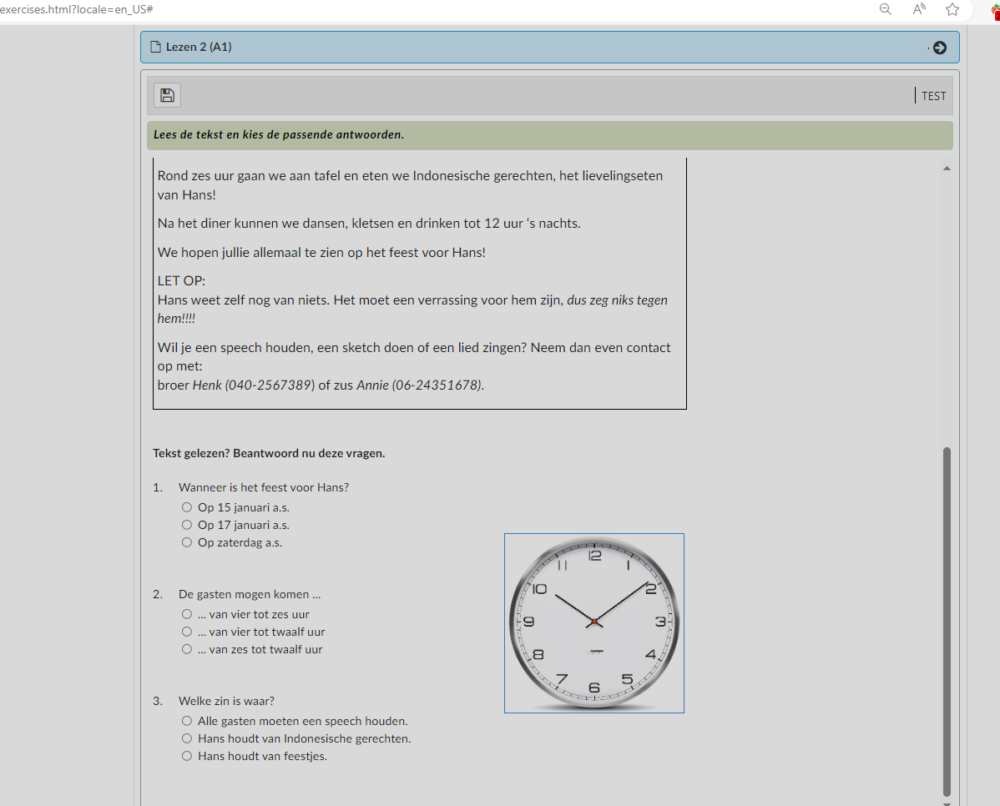 exercises.html?locale=en_US#
Lezen 2 (A1)
TEST
Lees de tekst en kies de passende antwoorden.
Rond zes uur gaan we aan tafel en eten we Indonesische gerechten, het lievelingseten
van Hans!
Na het diner kunnen we dansen, kletsen en drinken tot 12 uur 's nachts.
We hopen jullie allemaal te zien op het feest voor Hans!
LET OP:
Hans weet zelf nog van niets. Het moet een verrassing voor hem zijn, dus zeg niks tegen
hem!!!!
Wil je een speech houden, een sketch doen of een lied zingen? Neem dan even contact
op met:
broer Henk (040-2567389) of zus Annie (06-24351678).
Tekst gelezen? Beantwoord nu deze vragen.
1. Wanneer is het feest voor Hans?
Op 15 januari a.s.
Op 17 januari a.s.
Op zaterdag a.s.
2. De gasten mogen komen ...
... van vier tot zes uur
... van vier tot twaalf uur
... van zes tot twaalf uur
12
11 1
10 2
9 3
8 4
7 5
6
3. Welke zin is waar?
Alle gasten moeten een speech houden.
Hans houdt van Indonesische gerechten.
Hans houdt van feestjes.